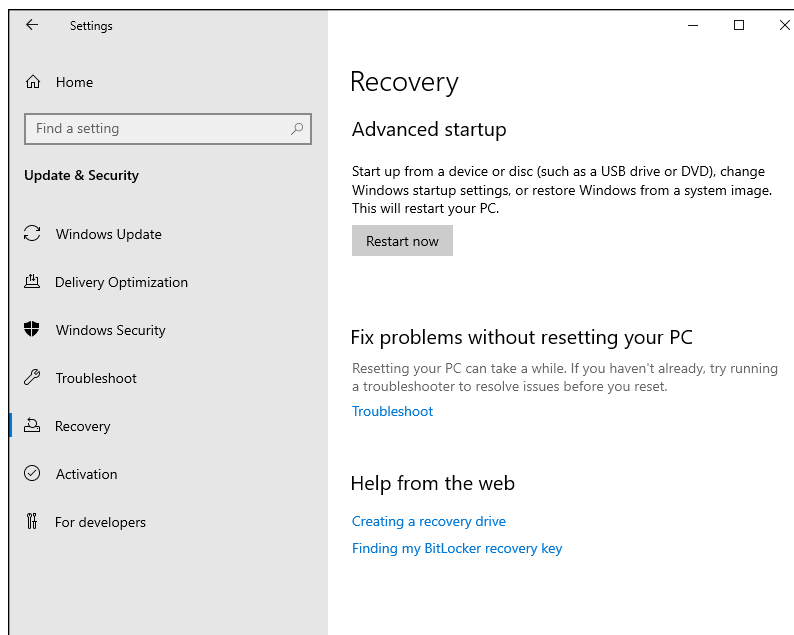 Settings
Home
Find a setting
Update & Security
Windows Update
Delivery Optimization
Windows Security
Troubleshoot
Recovery
Activation
For developers
Recovery
Advanced startup
Start up from a device or disc (such as a USB drive or DVD), change
Windows startup settings, or restore Windows from a system image.
This will restart your PC.
Restart now
Fix problems without resetting your PC
Resetting your PC can take a while. If you haven't already, try running
a troubleshooter to resolve issues before you reset.
Troubleshoot
Help from the web
Creating a recovery drive
Finding my BitLocker recovery key